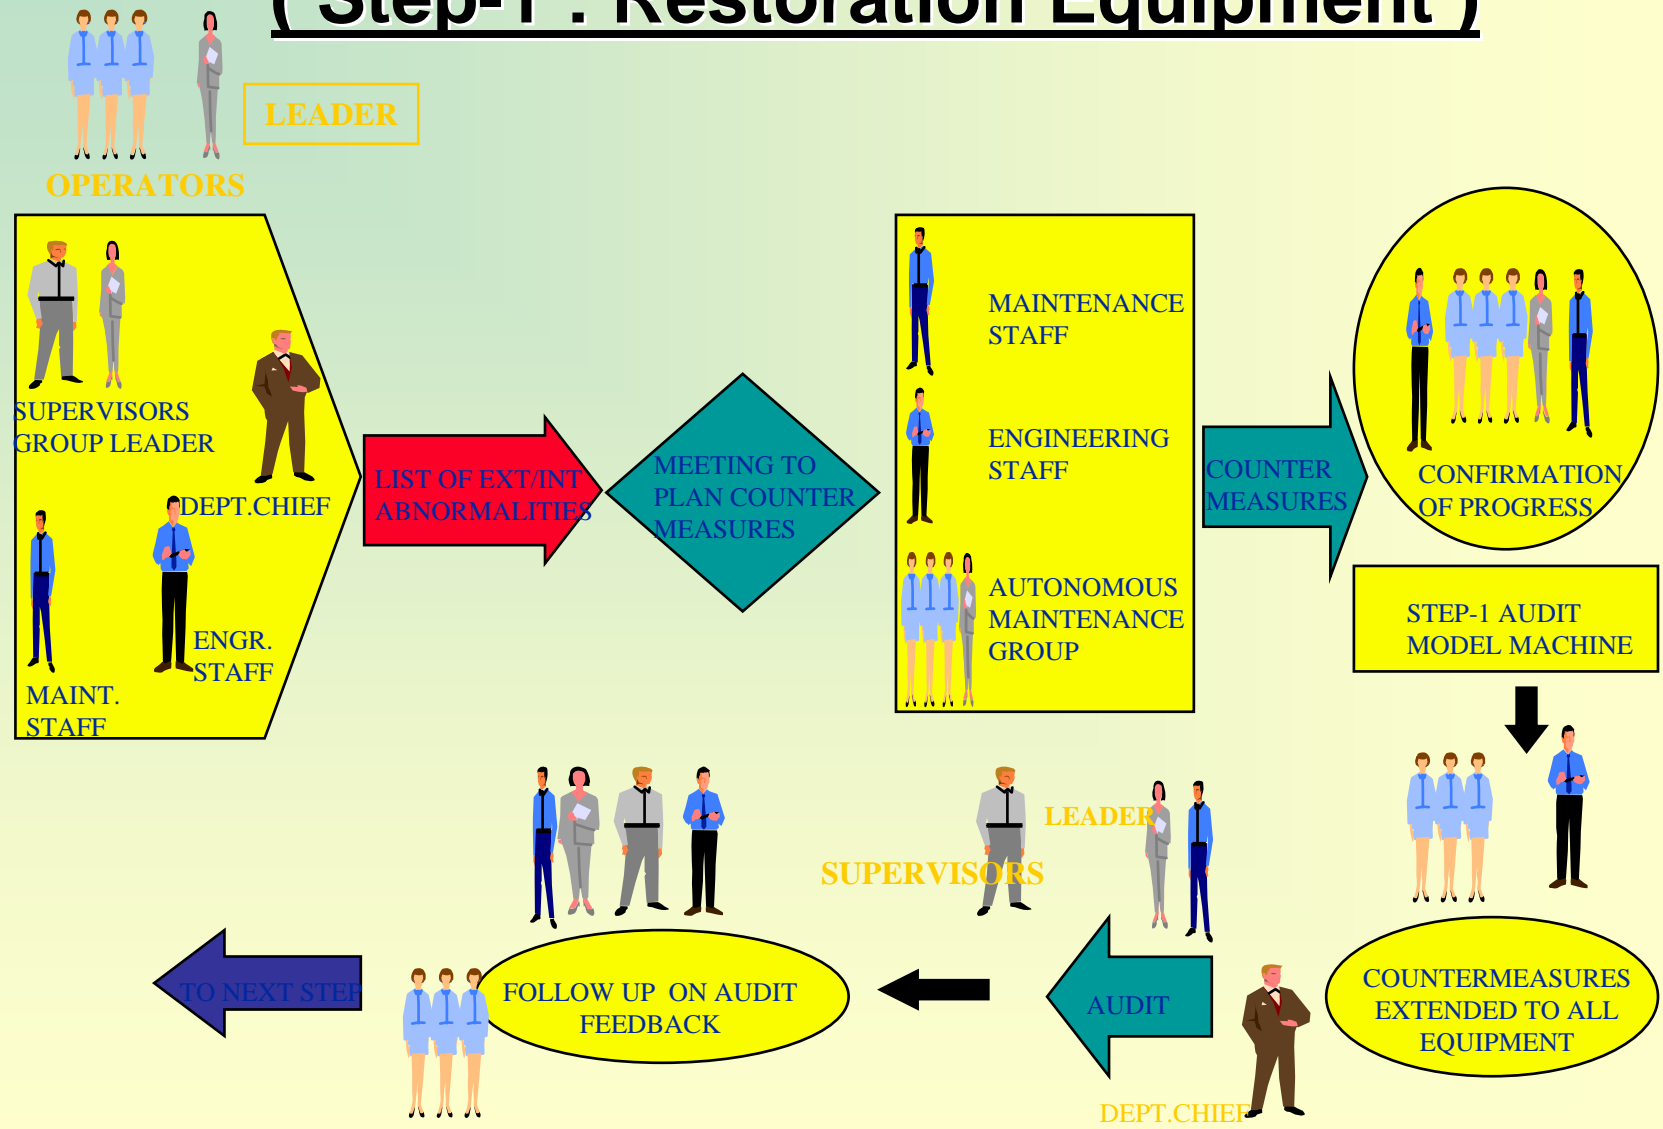 ( Step-1 : Restoration Equipment )
LEADER
OPERATORS
SUPERVISORS
GROUP LEADER
DEPT.CHIEF
ENGR.
STAFF
MAINT.
STAFF
LIST OF EXT/INT
ABNORMALITIES
MEETING TO
PLAN COUNTER
MEASURES
MAINTENANCE
STAFF
ENGINEERING
STAFF
AUTONOMOUS
MAINTENANCE
GROUP
COUNTER
MEASURES
CONFIRMATION
OF PROGRESS
STEP-1 AUDIT
MODEL MACHINE
COUNTERMEASURES
EXTENDED TO ALL
EQUIPMENT
LEADER
SUPERVISORS
AUDIT
DEPT.CHIEF
FOLLOW UP  ON AUDIT
FEEDBACK
TO NEXT STEP